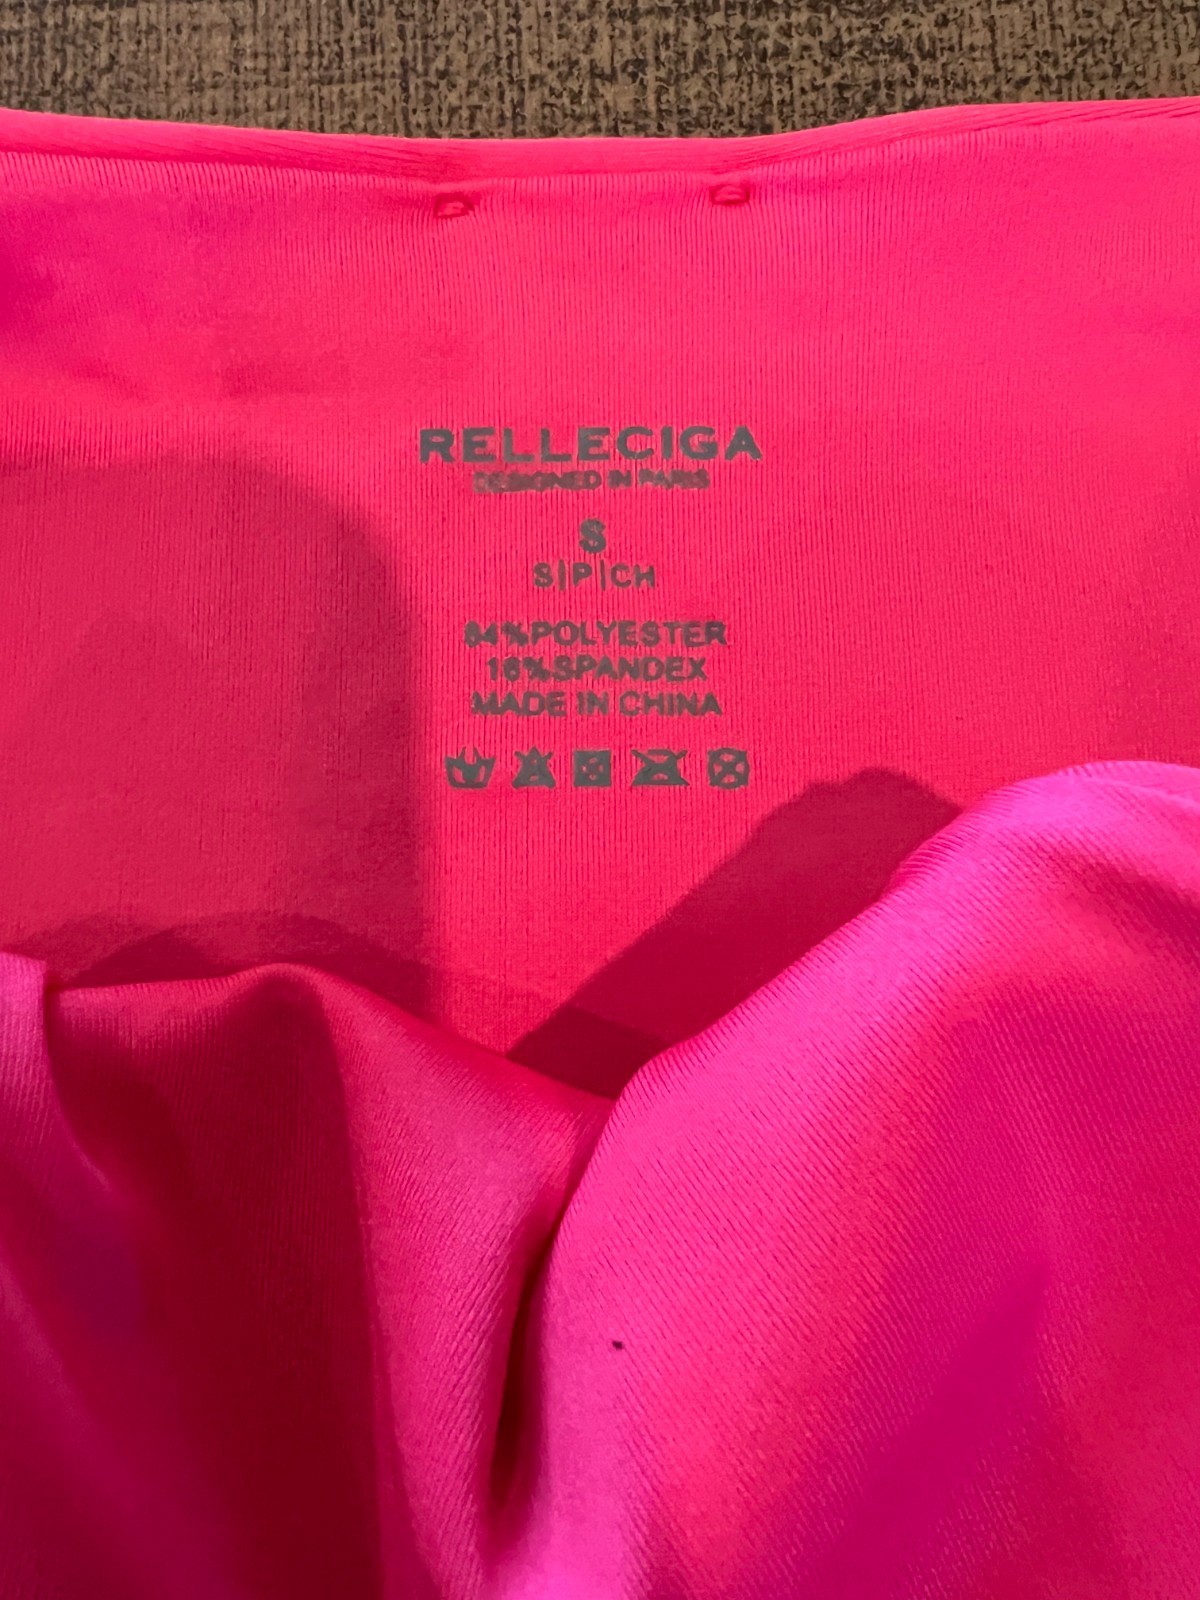 RELLECIGA
DESIGNED IN PARIS
S
S|P|CH
84%POLYESTER
16%SPANDEX
MADE IN CHINA